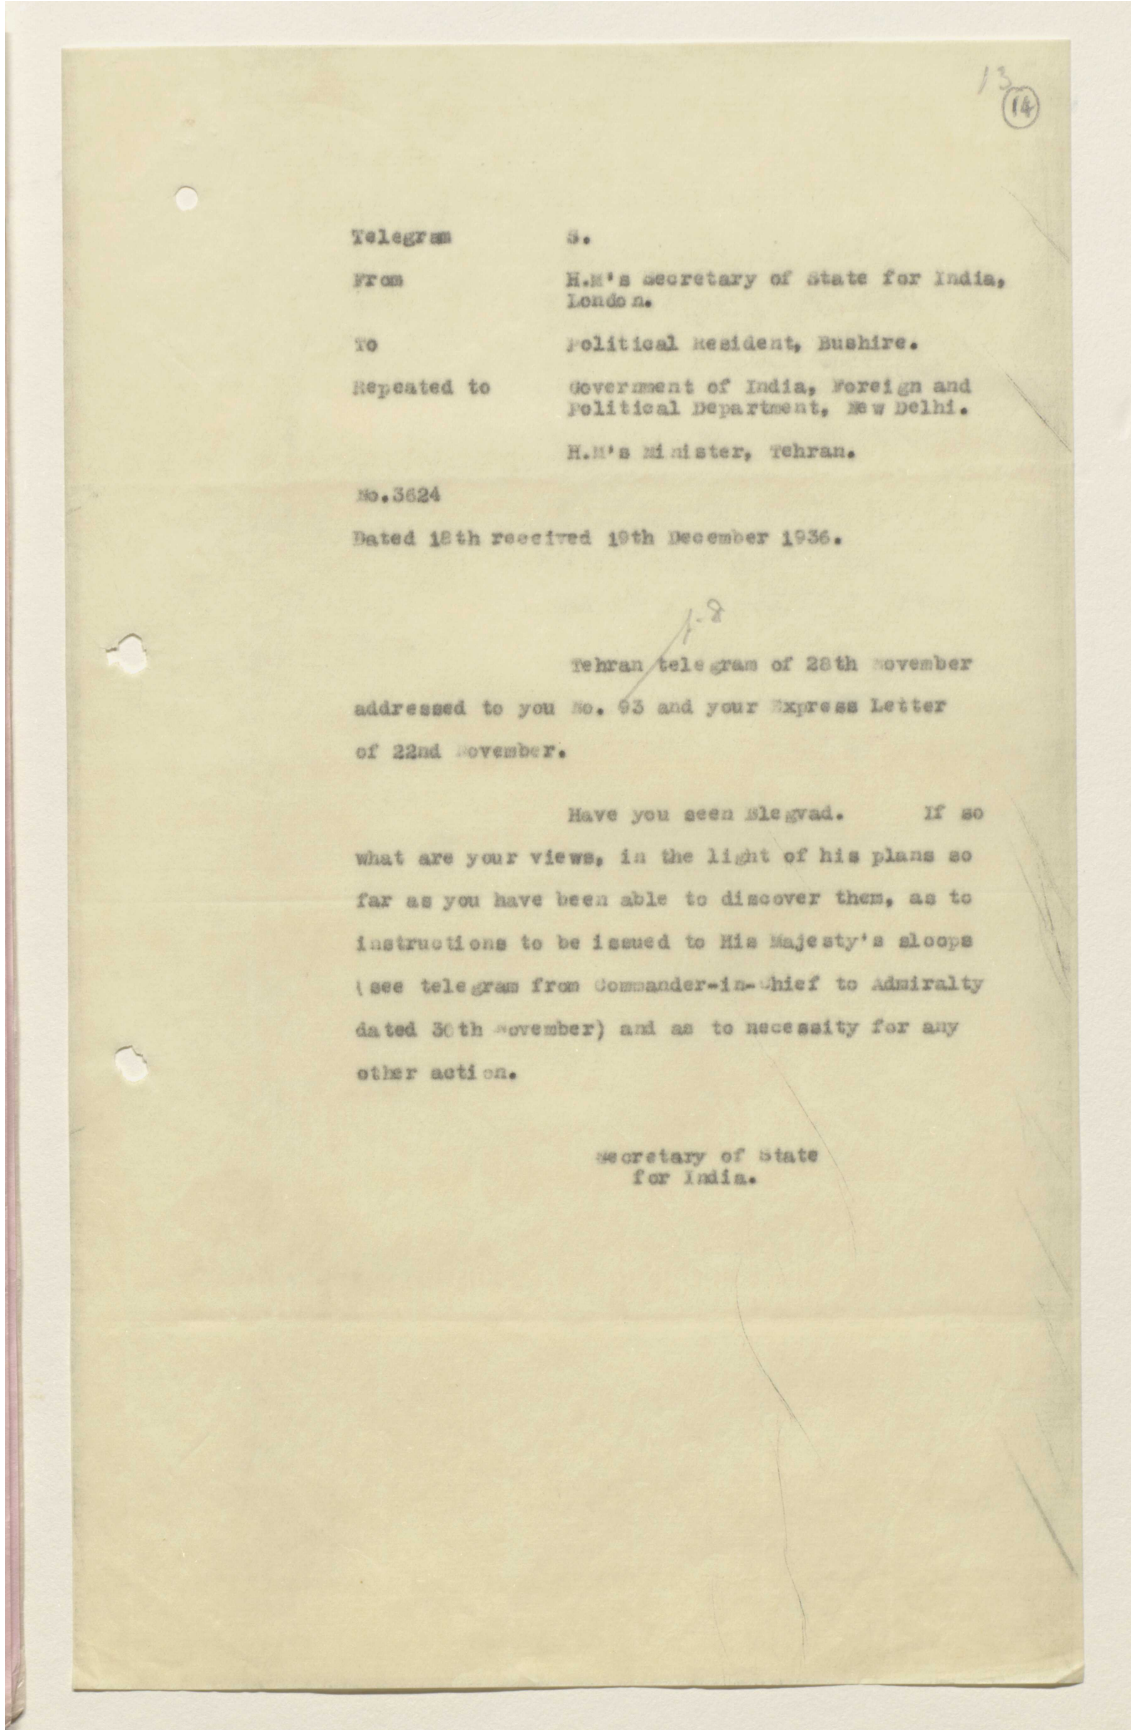 13
14
Telegram S.
From H.M's Secretary of State for India,
London.
To Political Resident, Bushire.
Repeated to Government of India, Foreign and
Political Department, New Delhi.
H.M's Minister, Tehran.
No.3624
Dated 18th received 19th December 1936.
p-8
Tehran telegram of 28th November
addressed to you No. 93 and your Express Letter
of 22nd November.
Have you seen Blegvad. If so
what are your views, in the light of his plans so
far as you have been able to discover them, as to
instructions to be issued to His Majesty's sloops
(see telegram from Commander-in-Chief to Admiralty
dated 30th November) and as to necessity for any
other action.
Secretary of State
for India.